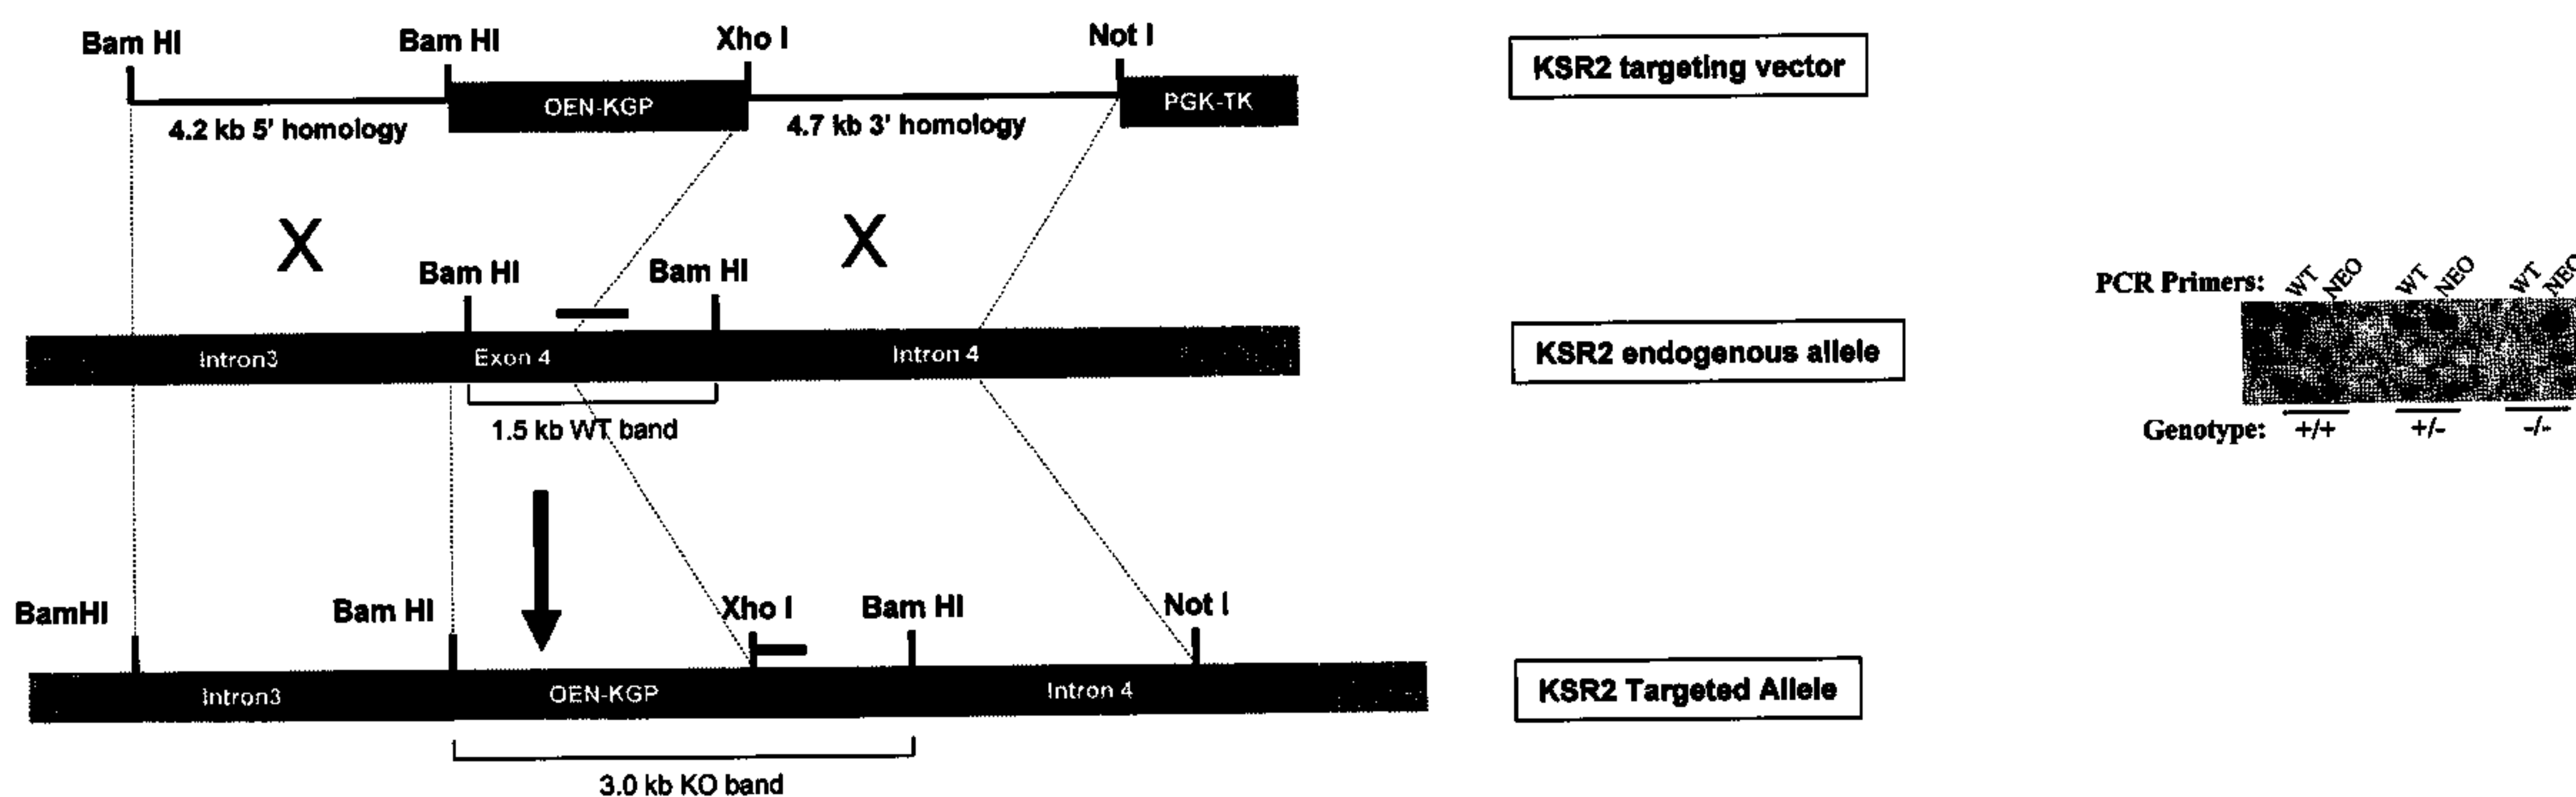 Bam HI
Bam HI
Xho I
Not I
KSR2 targeting vector
OEN-KGP
PGK-TK
4.2 kb 5' homology
4.7 kb 3' homology
X
X
Bam HI
Bam HI
PCR Primers: WT NEO WT NEO WT NEO
Intron3
Exon 4
Intron 4
KSR2 endogenous allele
1.5 kb WT band
Genotype: +/+ +/- -/-
BamHI
Bam HI
Xho I
Bam HI
Not I
Intron3
OEN-KGP
Intron 4
KSR2 Targeted Allele
3.0 kb KO band